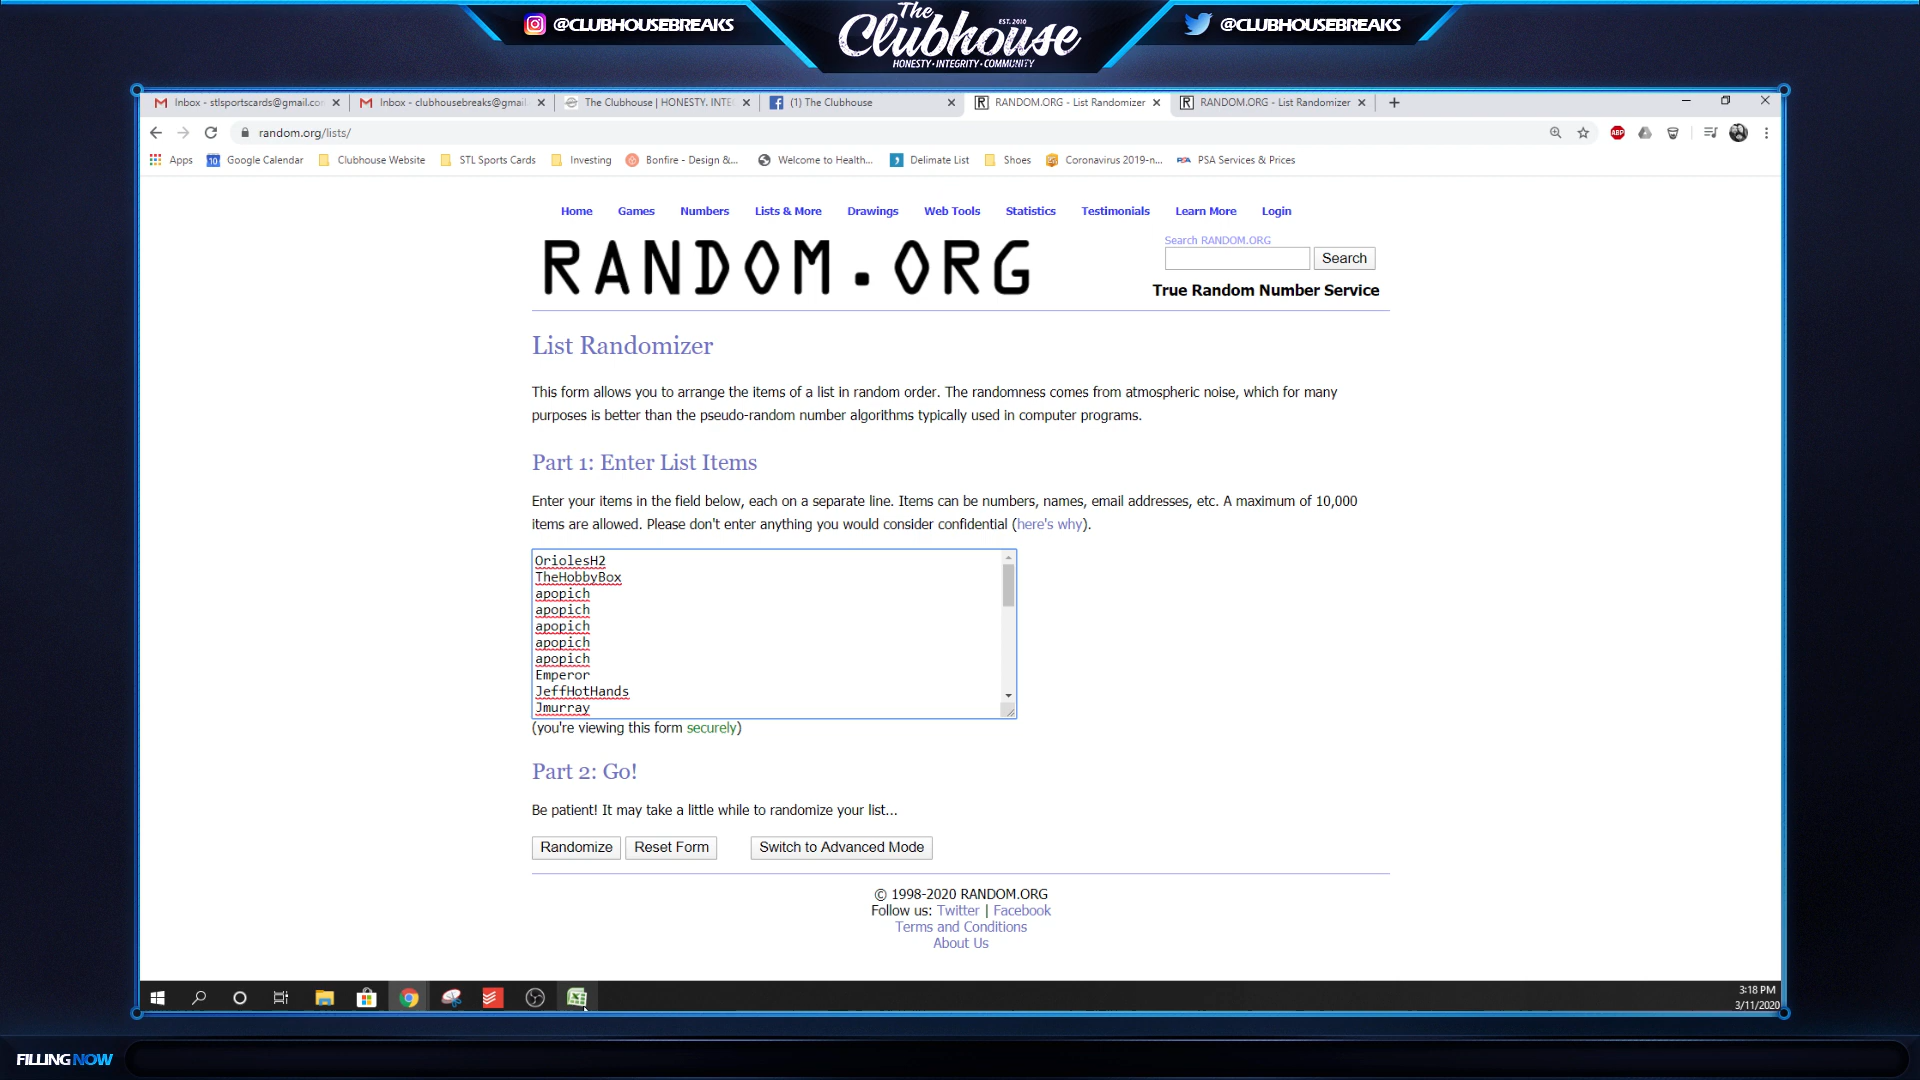 @CLUBHOUSEBREAKS
The
EST. 2010
Clubhouse
HONESTY•INTEGRITY•COMMUNITY
@CLUBHOUSEBREAKS
Inbox - stlsportscards@gmail.co
Inbox - clubhousebreaks@gmail
The Clubhouse | HONESTY. INTE
(1) The Clubhouse
RANDOM.ORG - List Randomizer
RANDOM.ORG - List Randomizer
random.org/lists/
ABP
Apps
10
Google Calendar
Clubhouse Website
STL Sports Cards
Investing
Bonfire - Design &...
Welcome to Health...
Delimate List
Shoes
Coronavirus 2019-n...
PSA
PSA Services & Prices
Home Games Numbers Lists & More Drawings Web Tools Statistics Testimonials Learn More Login
RANDOM.ORG
Search RANDOM.ORG
Search
True Random Number Service
List Randomizer
This form allows you to arrange the items of a list in random order. The randomness comes from atmospheric noise, which for many
purposes is better than the pseudo-random number algorithms typically used in computer programs.
Part 1: Enter List Items
Enter your items in the field below, each on a separate line. Items can be numbers, names, email addresses, etc. A maximum of 10,000
items are allowed. Please don't enter anything you would consider confidential (here's why).
OriolesH2
TheHobbyBox
apopich
apopich
apopich
apopich
apopich
Emperor
JeffHotHands
Jmurray
(you're viewing this form securely)
Part 2: Go!
Be patient! It may take a little while to randomize your list...
Randomize
Reset Form
Switch to Advanced Mode
© 1998-2020 RANDOM.ORG
Follow us: Twitter | Facebook
Terms and Conditions
About Us
3:18 PM
3/11/2020
FILLING NOW